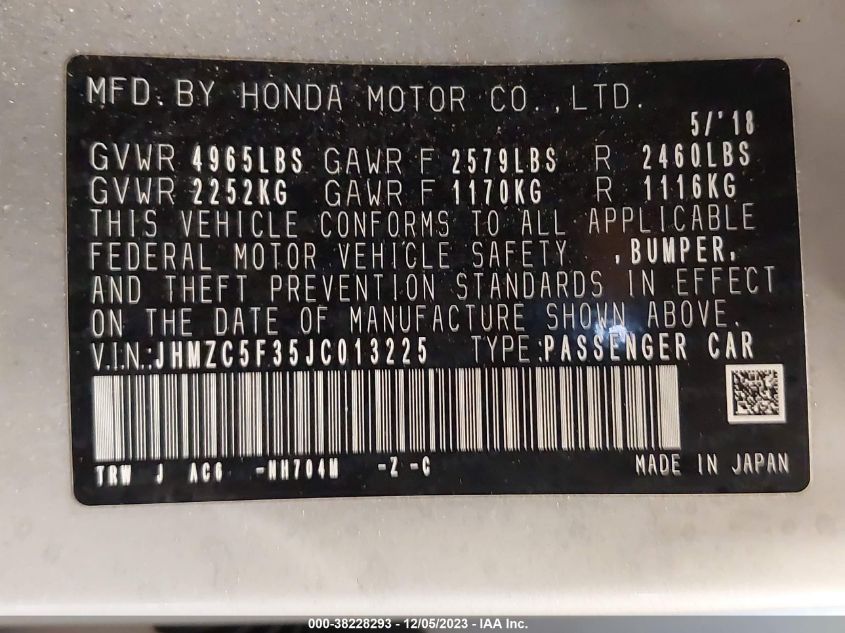 MFD. BY HONDA MOTOR CO., LTD.
5/'18
GVWR 4965LBS GAWR F 2579LBS R 2460LBS
GVWR 2252KG GAWR F 1170KG R 1116KG
THIS VEHICLE CONFORMS TO ALL APPLICABLE
FEDERAL MOTOR VEHICLE SAFETY ,BUMPER,
AND THEFT PREVENTION STANDARDS IN EFFECT
ON THE DATE OF MANUFACTURE SHOWN ABOVE.
V.I.N.:JHMZC5F35JC013225 TYPE:PASSENGER CAR
TRW J AC6 -NH704M -Z -C
MADE IN JAPAN
000-38228293 - 12/05/2023 - IAA Inc.